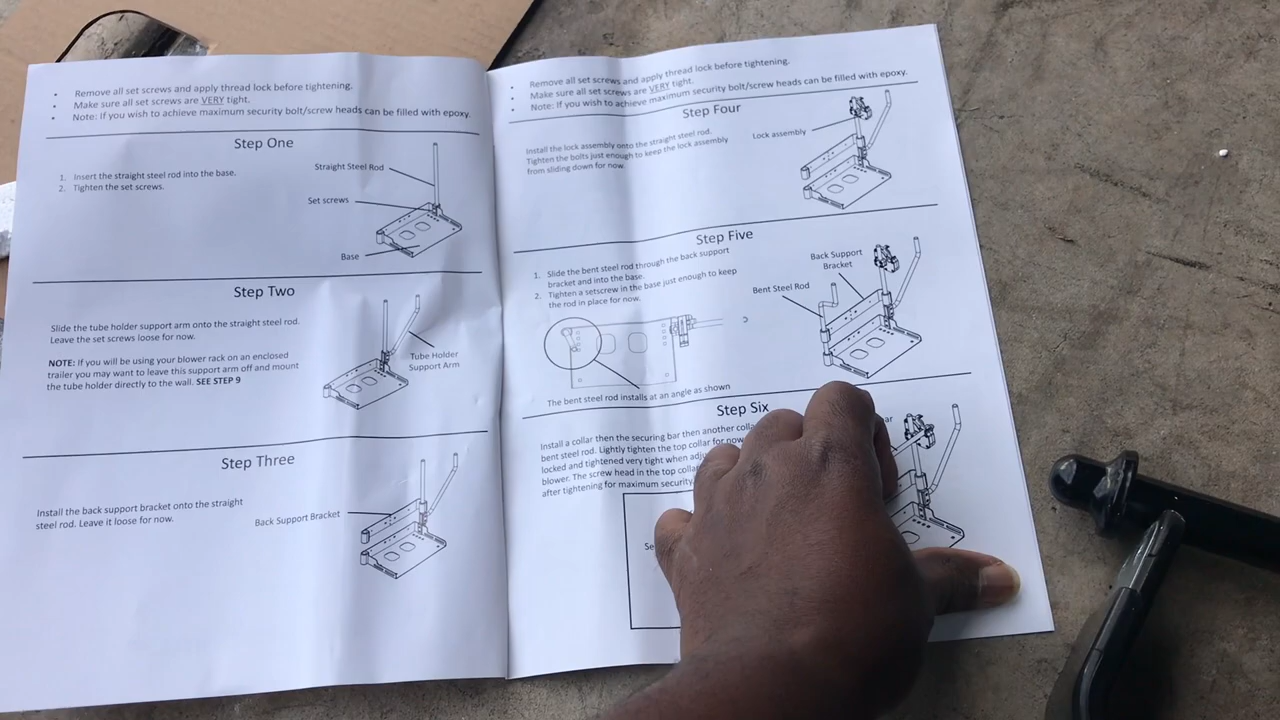 Remove all set screws and apply thread lock before tightening.
Make sure all set screws are VERY tight.
Note: If you wish to achieve maximum security bolt/screw heads can be filled with epoxy.
Step One
1. Insert the straight steel rod into the base.
2. Tighten the set screws.
Straight Steel Rod
Set screws
Base
Step Two
Slide the tube holder support arm onto the straight steel rod.
Leave the set screws loose for now.
NOTE: If you will be using your blower rack on an enclosed
trailer you may want to leave this support arm off and mount
the tube holder directly to the wall. SEE STEP 9
Tube Holder
Support Arm
Step Three
Install the back support bracket onto the straight
steel rod. Leave it loose for now.
Back Support Bracket
Remove all set screws and apply thread lock before tightening.
Make sure all set screws are VERY tight.
Note: If you wish to achieve maximum security bolt/screw heads can be filled with epoxy.
Step Four
Install the lock assembly onto the straight steel rod.
Tighten the bolts just enough to keep the lock assembly
from sliding down for now.
Lock assembly
Step Five
1. Slide the bent steel rod through the back support
bracket and into the base.
2. Tighten a setscrew in the base just enough to keep
the rod in place for now.
Back Support
Bracket
Bent Steel Rod
The bent steel rod installs at an angle as shown
Step Six
Install a collar then the securing bar then another
bent steel rod. Lightly tighten the top collar for
locked and tightened very tight when
blower. The screw head in the top
after tightening for maximum security.